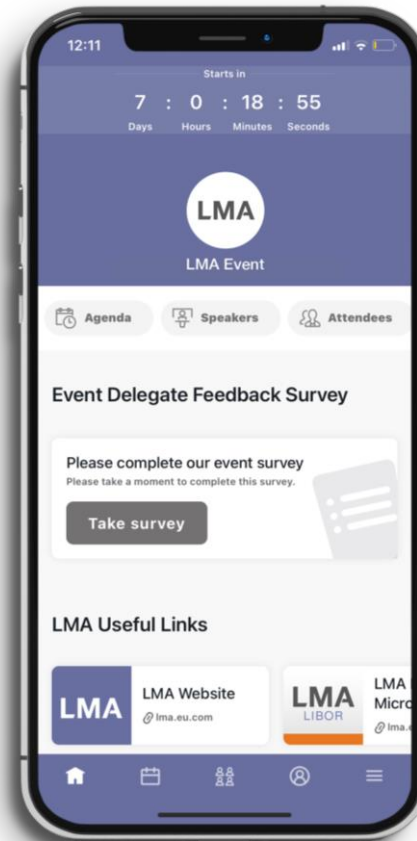 12:11
Starts in
7 : 0 : 18 : 55
Days Hours Minutes Seconds
LMA
LMA Event
Agenda Speakers Attendees
Event Delegate Feedback Survey
Please complete our event survey
Please take a moment to complete this survey.
Take survey
LMA Useful Links
LMA
LMA Website
lma.eu.com
LMA
LIBOR
LMA